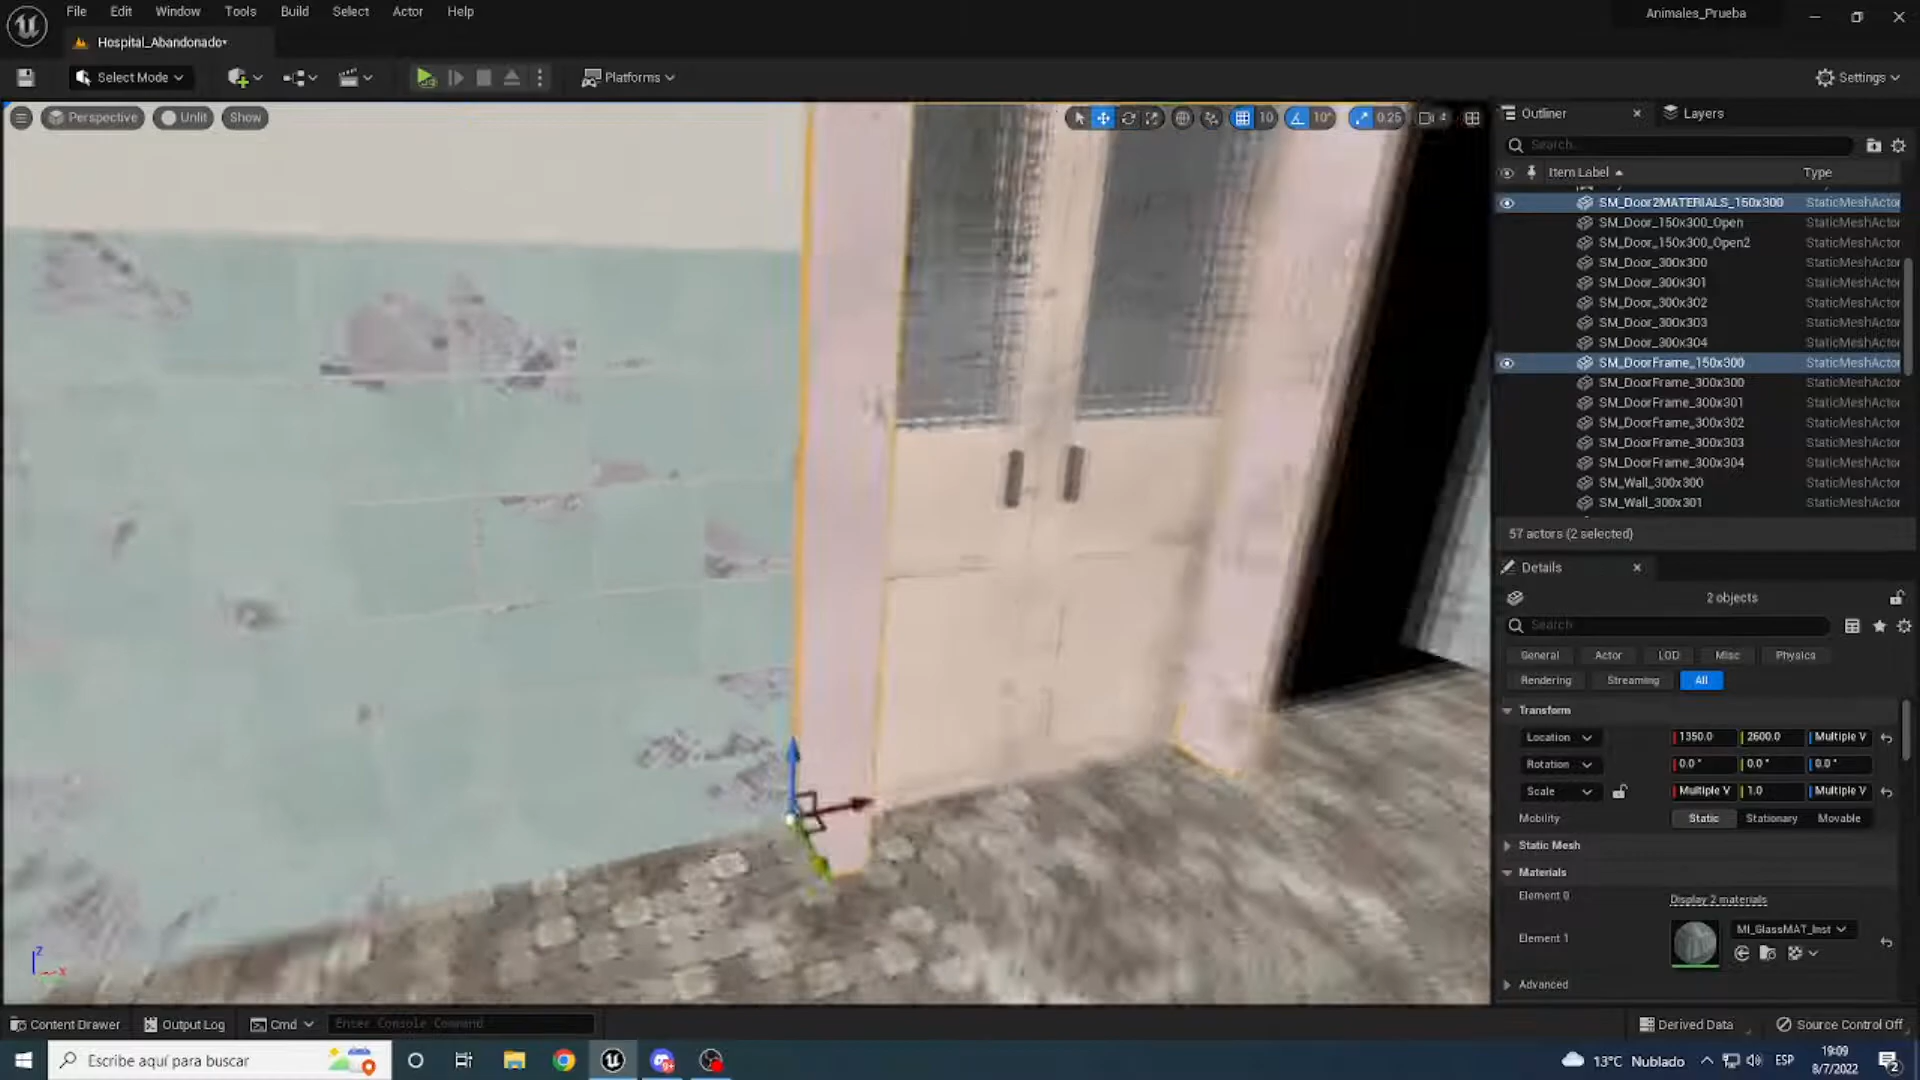 File Edit Window Tools Build Select Actor Help
Animales_Prueba
Hospital_Abandonado*
Select Mode
Platforms
Settings
Perspective Unlit Show
10 10° 0.25 4
Outliner Layers
Search...
Item Label Type
SM_Door2MATERIALS_150x300 StaticMeshActor
SM_Door_150x300_Open StaticMeshActor
SM_Door_150x300_Open2 StaticMeshActor
SM_Door_300x300 StaticMeshActor
SM_Door_300x301 StaticMeshActor
SM_Door_300x302 StaticMeshActor
SM_Door_300x303 StaticMeshActor
SM_Door_300x304 StaticMeshActor
SM_DoorFrame_150x300 StaticMeshActor
SM_DoorFrame_300x300 StaticMeshActor
SM_DoorFrame_300x301 StaticMeshActor
SM_DoorFrame_300x302 StaticMeshActor
SM_DoorFrame_300x303 StaticMeshActor
SM_DoorFrame_300x304 StaticMeshActor
SM_Wall_300x300 StaticMeshActor
SM_Wall_300x301 StaticMeshActor
57 actors (2 selected)
Details
2 objects
Search
General Actor LOD Misc Physics
Rendering Streaming All
Transform
Location 1350.0 2600.0 Multiple V
Rotation 0.0° 0.0° 0.0°
Scale Multiple V 1.0 Multiple V
Mobility Static Stationary Movable
Static Mesh
Materials
Element 0 Display 2 materials
Element 1 MI_GlassMAT_Inst
Advanced
z
x
Content Drawer Output Log Cmd Enter Console Command
Derived Data Source Control Off
Escribe aquí para buscar
13°C Nublado ESP
19:09
8/7/2022
2